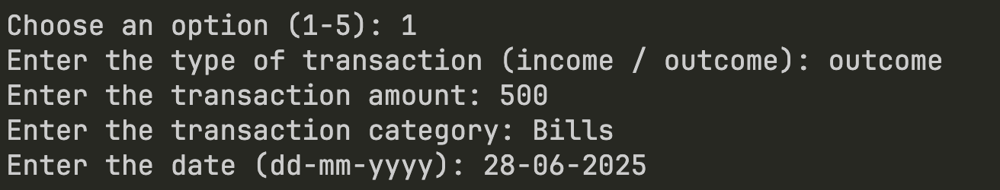 Choose an option (1-5): 1
Enter the type of transaction (income / outcome): outcome
Enter the transaction amount: 500
Enter the transaction category: Bills
Enter the date (dd-mm-yyyy): 28-06-2025